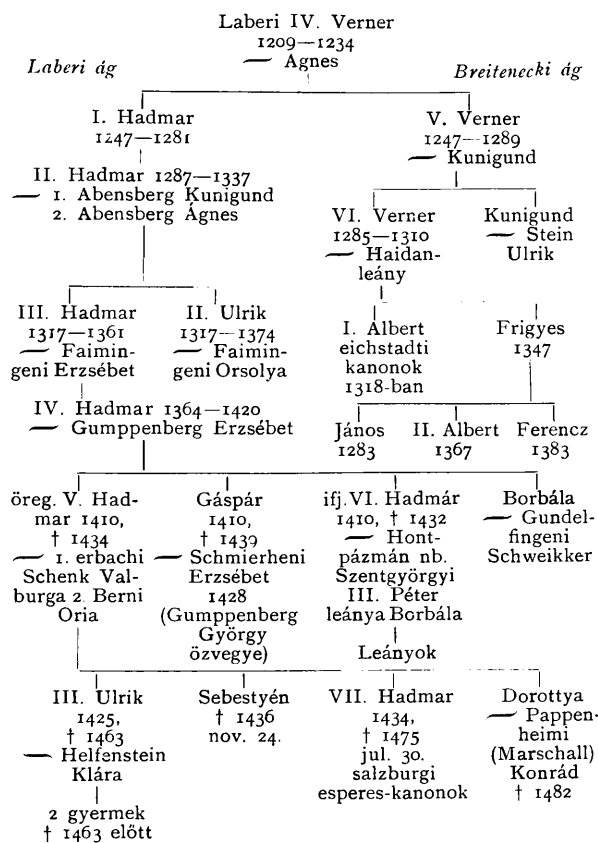 Laberi IV. Verner
1209—1234
— Agnes
Laberi ág
Breitenecki ág
I. Hadmar
1247—1281
V. Verner
1247—1289
— Kunigund
II. Hadmar 1287—1337
— 1. Abensberg Kunigund
2. Abensberg Ágnes
VI. Verner
1285—1310
— Haidan-
leány
Kunigund
— Stein
Ulrik
III. Hadmar
1317—1361
— Faimin-
geni Erzsébet
II. Ulrik
1317—1374
— Faimin-
geni Orsolya
I. Albert
eichstadti
kanonok
1318-ban
Frigyes
1347
IV. Hadmar 1364—1420
— Gumppenberg Erzsébet
János
1283
II. Albert
1367
Ferencz
1383
öreg. V. Had-
mar 1410,
† 1434
— 1. erbachi
Schenk Val-
burga 2. Berni
Oria
Gáspár
1410,
† 1439
— Schmierheni
Erzsébet
1428
(Gumppenberg
György
özvegye)
ifj. VI. Hadmár
1410, † 1432
— Hont-
pázmán nb.
Szentgyörgyi
III. Péter
leánya Borbála
Leányok
Borbála
— Gundel-
fingeni
Schweikker
III. Ulrik
1425,
† 1463
— Helfenstein
Klára
2 gyermek
† 1463 előtt
Sebestyén
† 1436
nov. 24.
VII. Hadmar
1434,
† 1475
jul. 30.
salzburgi
esperes-kanonok
Dorottya
— Pappen-
heimi
(Marschall)
Konrád
† 1482